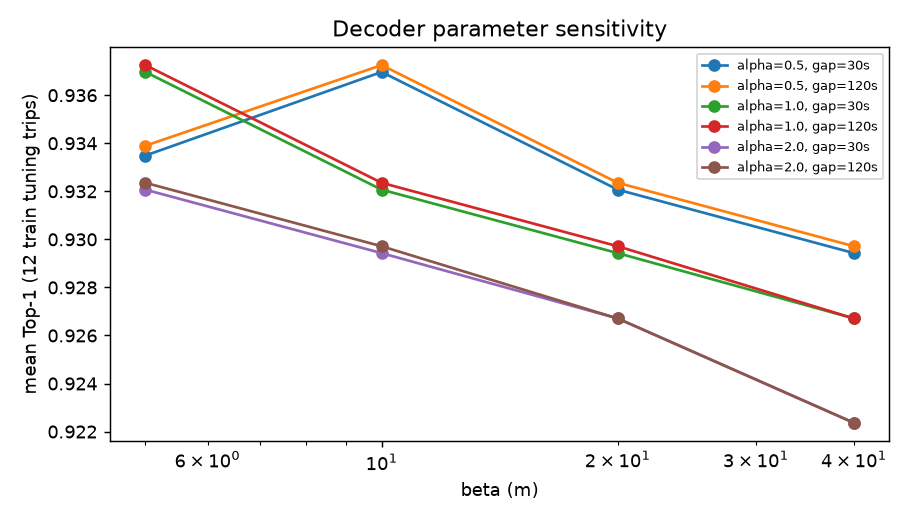 Decoder parameter sensitivity
mean Top-1 (12 train tuning trips)
0.936
0.934
0.932
0.930
0.928
0.926
0.924
0.922
alpha=0.5, gap=30s
alpha=0.5, gap=120s
alpha=1.0, gap=30s
alpha=1.0, gap=120s
alpha=2.0, gap=30s
alpha=2.0, gap=120s
6 × 10⁰ 10¹ 2 × 10¹ 3 × 10¹ 4 × 10¹
beta (m)